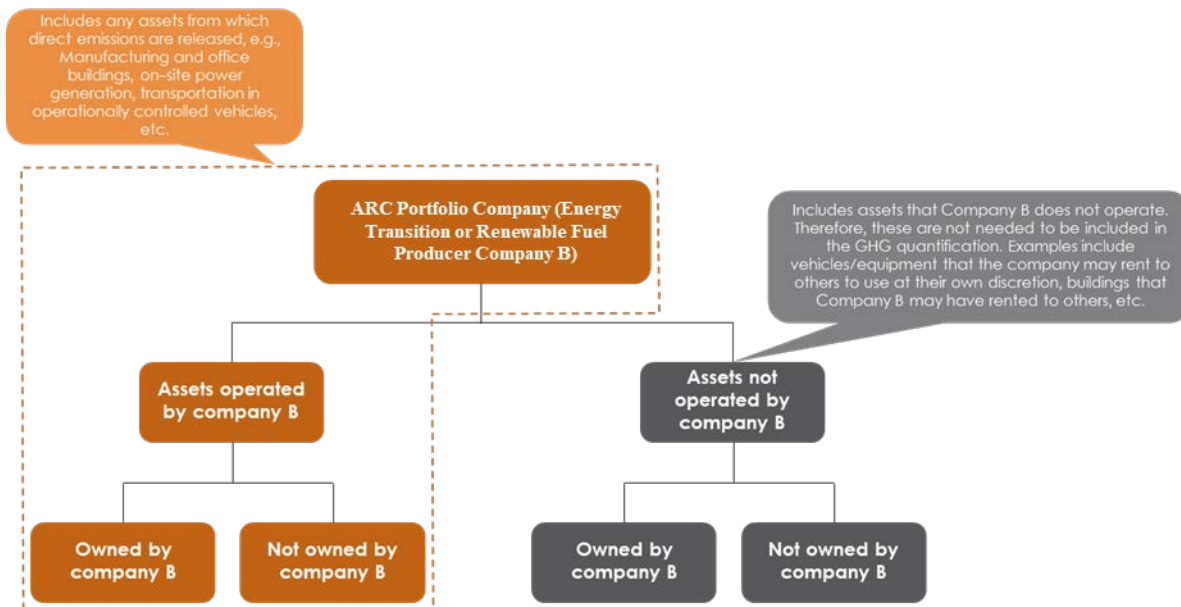 Includes any assets from which
direct emissions are released, e.g.,
Manufacturing and office
buildings, on-site power
generation, transportation in
operationally controlled vehicles,
etc.
ARC Portfolio Company (Energy
Transition or Renewable Fuel
Producer Company B)
Includes assets that Company B does not operate.
Therefore, these are not needed to be included in
the GHG quantification. Examples include
vehicles/equipment that the company may rent to
others to use at their own discretion, buildings that
Company B may have rented to others, etc.
Assets operated
by company B
Assets not
operated by
company B
Owned by
company B
Not owned by
company B
Owned by
company B
Not owned by
company B